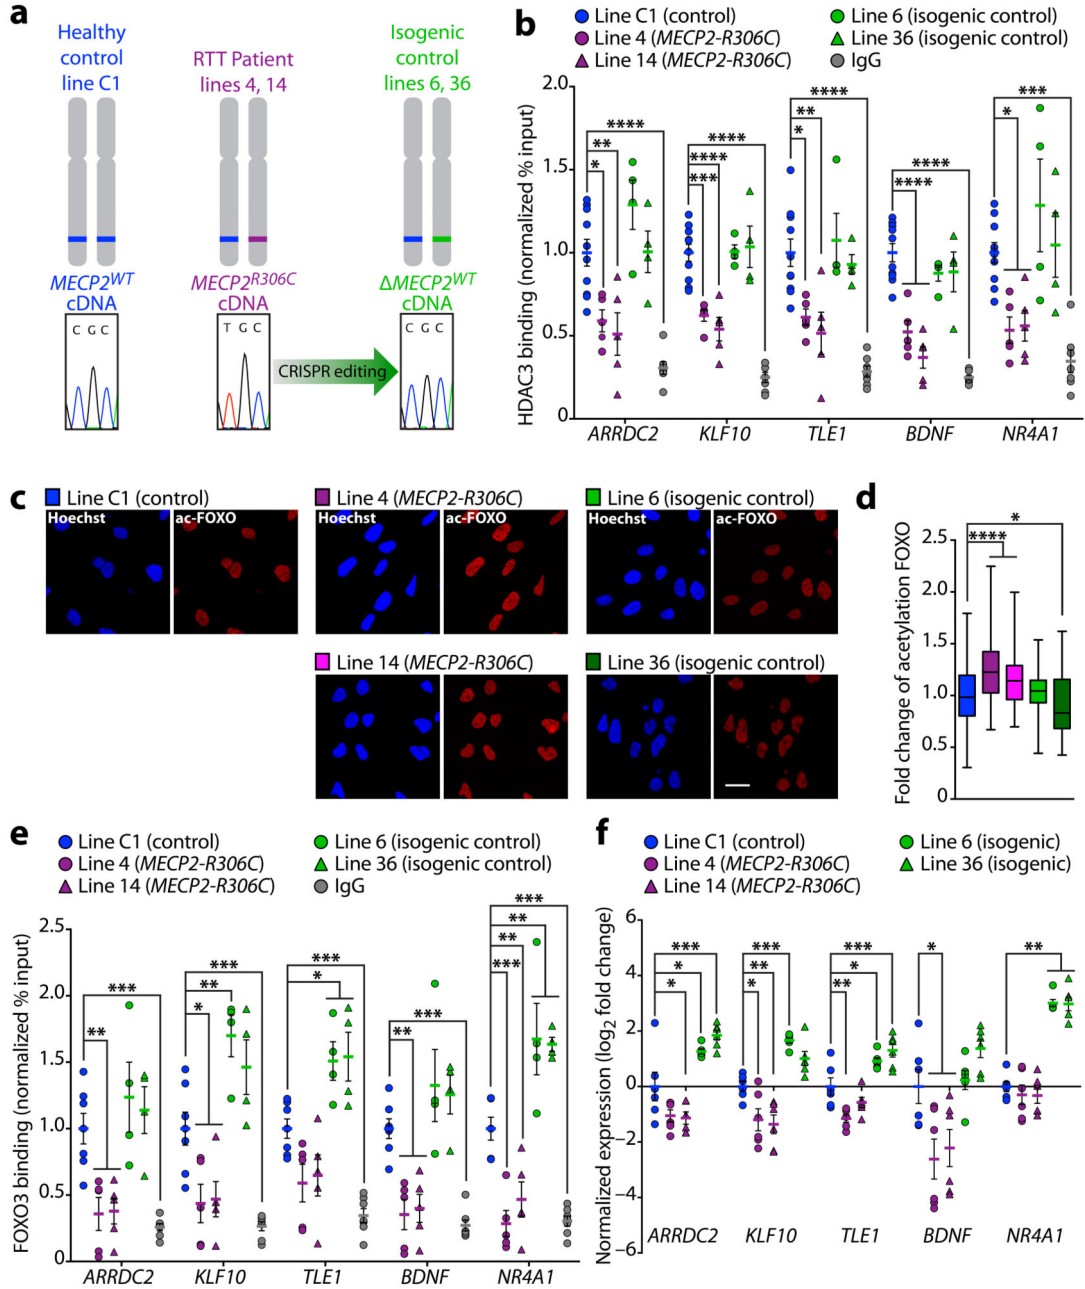 a
Healthy
control
line C1
RTT Patient
lines 4, 14
Isogenic
control
lines 6, 36
MECP2WT
cDNA
MECP2R306C
cDNA
ΔMECP2WT
cDNA
C G C
T G C
C G C
CRISPR editing
b
Line C1 (control)
Line 4 (MECP2-R306C)
Line 14 (MECP2-R306C)
Line 6 (isogenic control)
Line 36 (isogenic control)
IgG
HDAC3 binding (normalized % input)
2.0
1.5
1.0
0.5
0
**** ** *
**** **** ***
**** ** *
**** ****
*** *
ARRDC2 KLF10 TLE1 BDNF NR4A1
c
Line C1 (control)
Hoechst ac-FOXO
Line 4 (MECP2-R306C)
Hoechst ac-FOXO
Line 6 (isogenic control)
Hoechst ac-FOXO
Line 14 (MECP2-R306C)
Line 36 (isogenic control)
d
Fold change of acetylation FOXO
2.5
2.0
1.5
1.0
0.5
0
*
****
e
Line C1 (control)
Line 4 (MECP2-R306C)
Line 14 (MECP2-R306C)
Line 6 (isogenic control)
Line 36 (isogenic control)
IgG
FOXO3 binding (normalized % input)
2.5
2.0
1.5
1.0
0.5
0
*** **
*** ** *
*** *
*** **
*** ** ** ***
ARRDC2 KLF10 TLE1 BDNF NR4A1
f
Line C1 (control)
Line 4 (MECP2-R306C)
Line 14 (MECP2-R306C)
Line 6 (isogenic)
Line 36 (isogenic)
Normalized expression (log2 fold change)
6
4
2
0
−2
−4
−6
*** * *
*** ** *
*** * **
*
**
ARRDC2 KLF10 TLE1 BDNF NR4A1